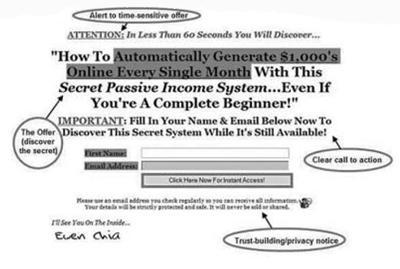 Alert to time-sensitive offer
ATTENTION: In Less Than 60 Seconds You Will Discover...
"How To Automatically Generate $1,000's
Online Every Single Month With This
Secret Passive Income System...Even If
You're A Complete Beginner!"
IMPORTANT: Fill In Your Name & Email Below Now To
Discover This Secret System While It's Still Available!
The Offer
(discover
the secret)
First Name:
Email Address:
Click Here Now For Instant Access!
Clear call to action
Please use an email address you check regularly so you can receive all information.
Your details will be strictly protected and safe. It will never be sold or shared.
I'll See You On The Inside...
Ewen Chia
Trust-building/privacy notice